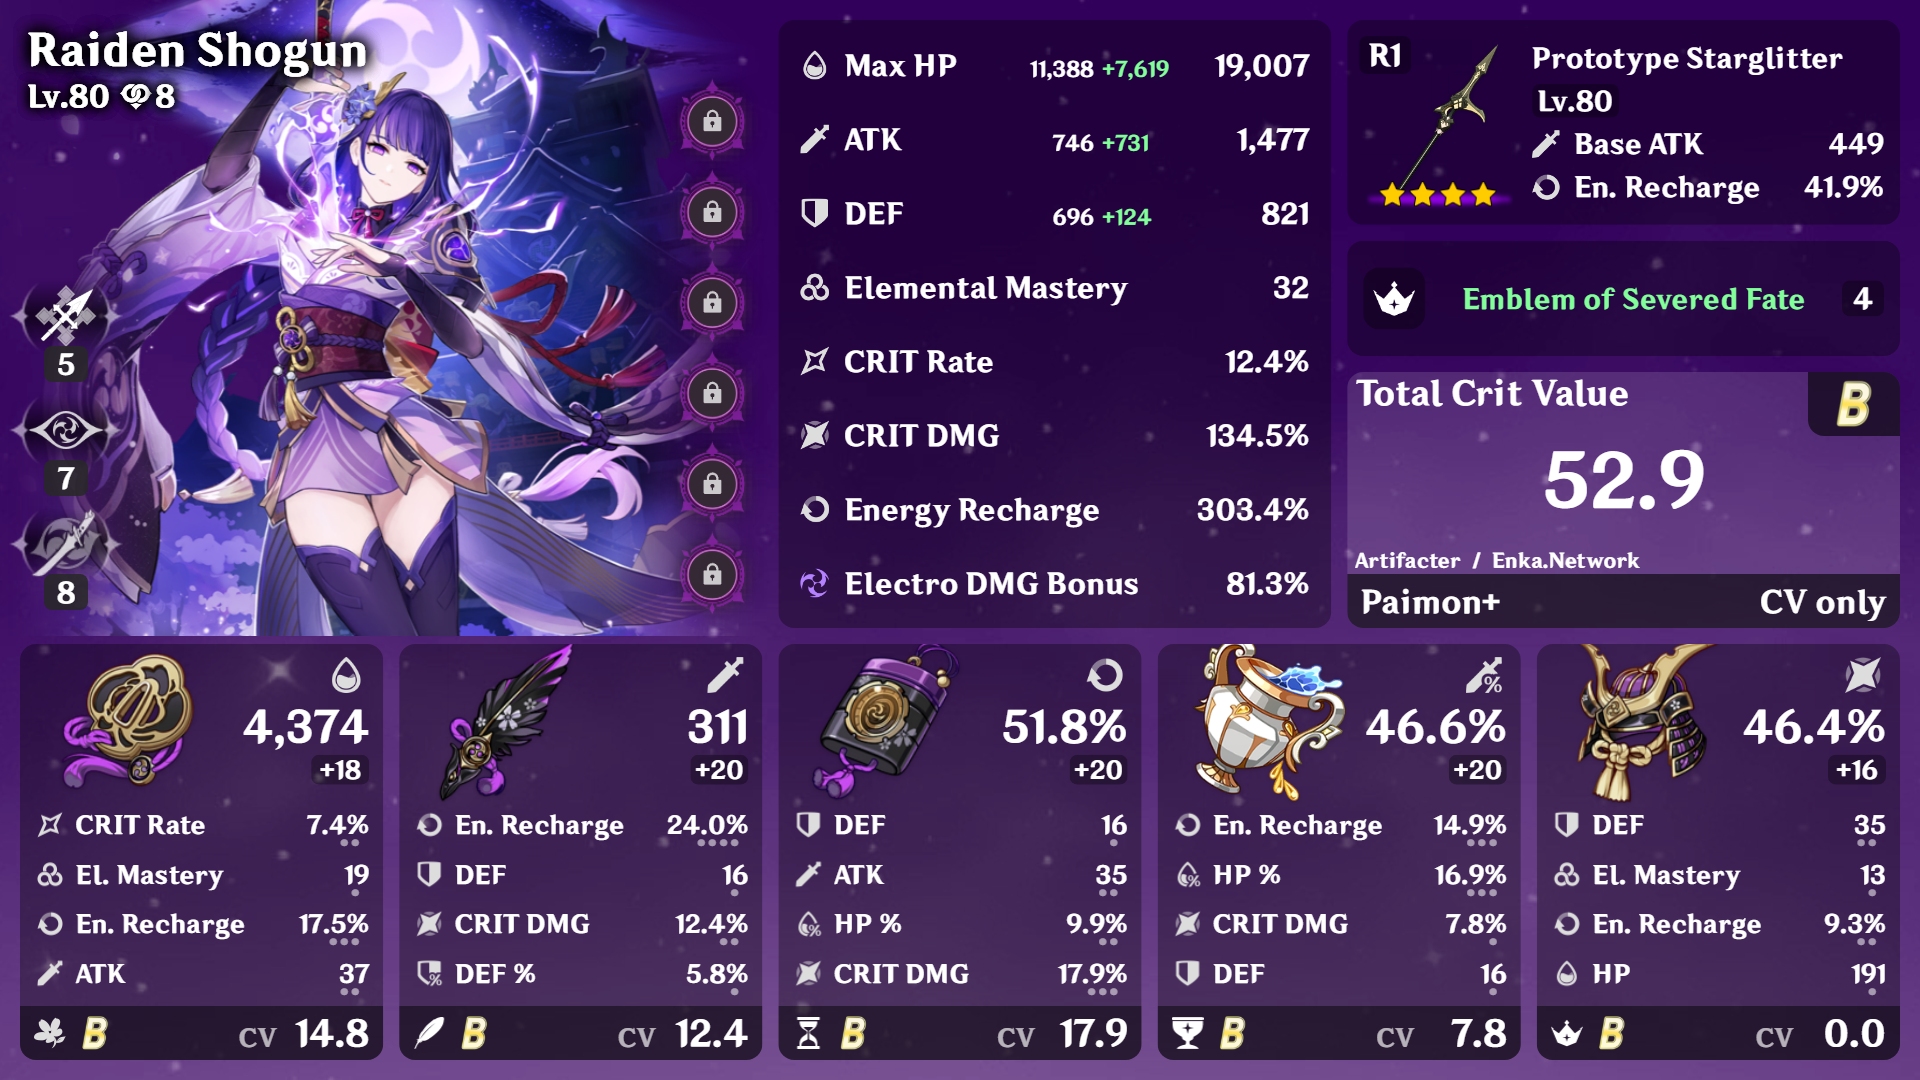 Raiden Shogun
Lv.80 8
5
7
8
Max HP 11,388 +7,619 19,007
ATK 746 +731 1,477
DEF 696 +124 821
Elemental Mastery 32
CRIT Rate 12.4%
CRIT DMG 134.5%
Energy Recharge 303.4%
Electro DMG Bonus 81.3%
R1
Prototype Starglitter
Lv.80
Base ATK 449
En. Recharge 41.9%
Emblem of Severed Fate 4
Total Crit Value B
52.9
Artifacter / Enka.Network
Paimon+ CV only
4,374
+18
CRIT Rate 7.4%
El. Mastery 19
En. Recharge 17.5%
ATK 37
B CV 14.8
311
+20
En. Recharge 24.0%
DEF 16
CRIT DMG 12.4%
DEF % 5.8%
B CV 12.4
51.8%
+20
DEF 16
ATK 35
HP % 9.9%
CRIT DMG 17.9%
B CV 17.9
46.6%
+20
En. Recharge 14.9%
HP % 16.9%
CRIT DMG 7.8%
DEF 16
B CV 7.8
46.4%
+16
DEF 35
El. Mastery 13
En. Recharge 9.3%
HP 191
B CV 0.0